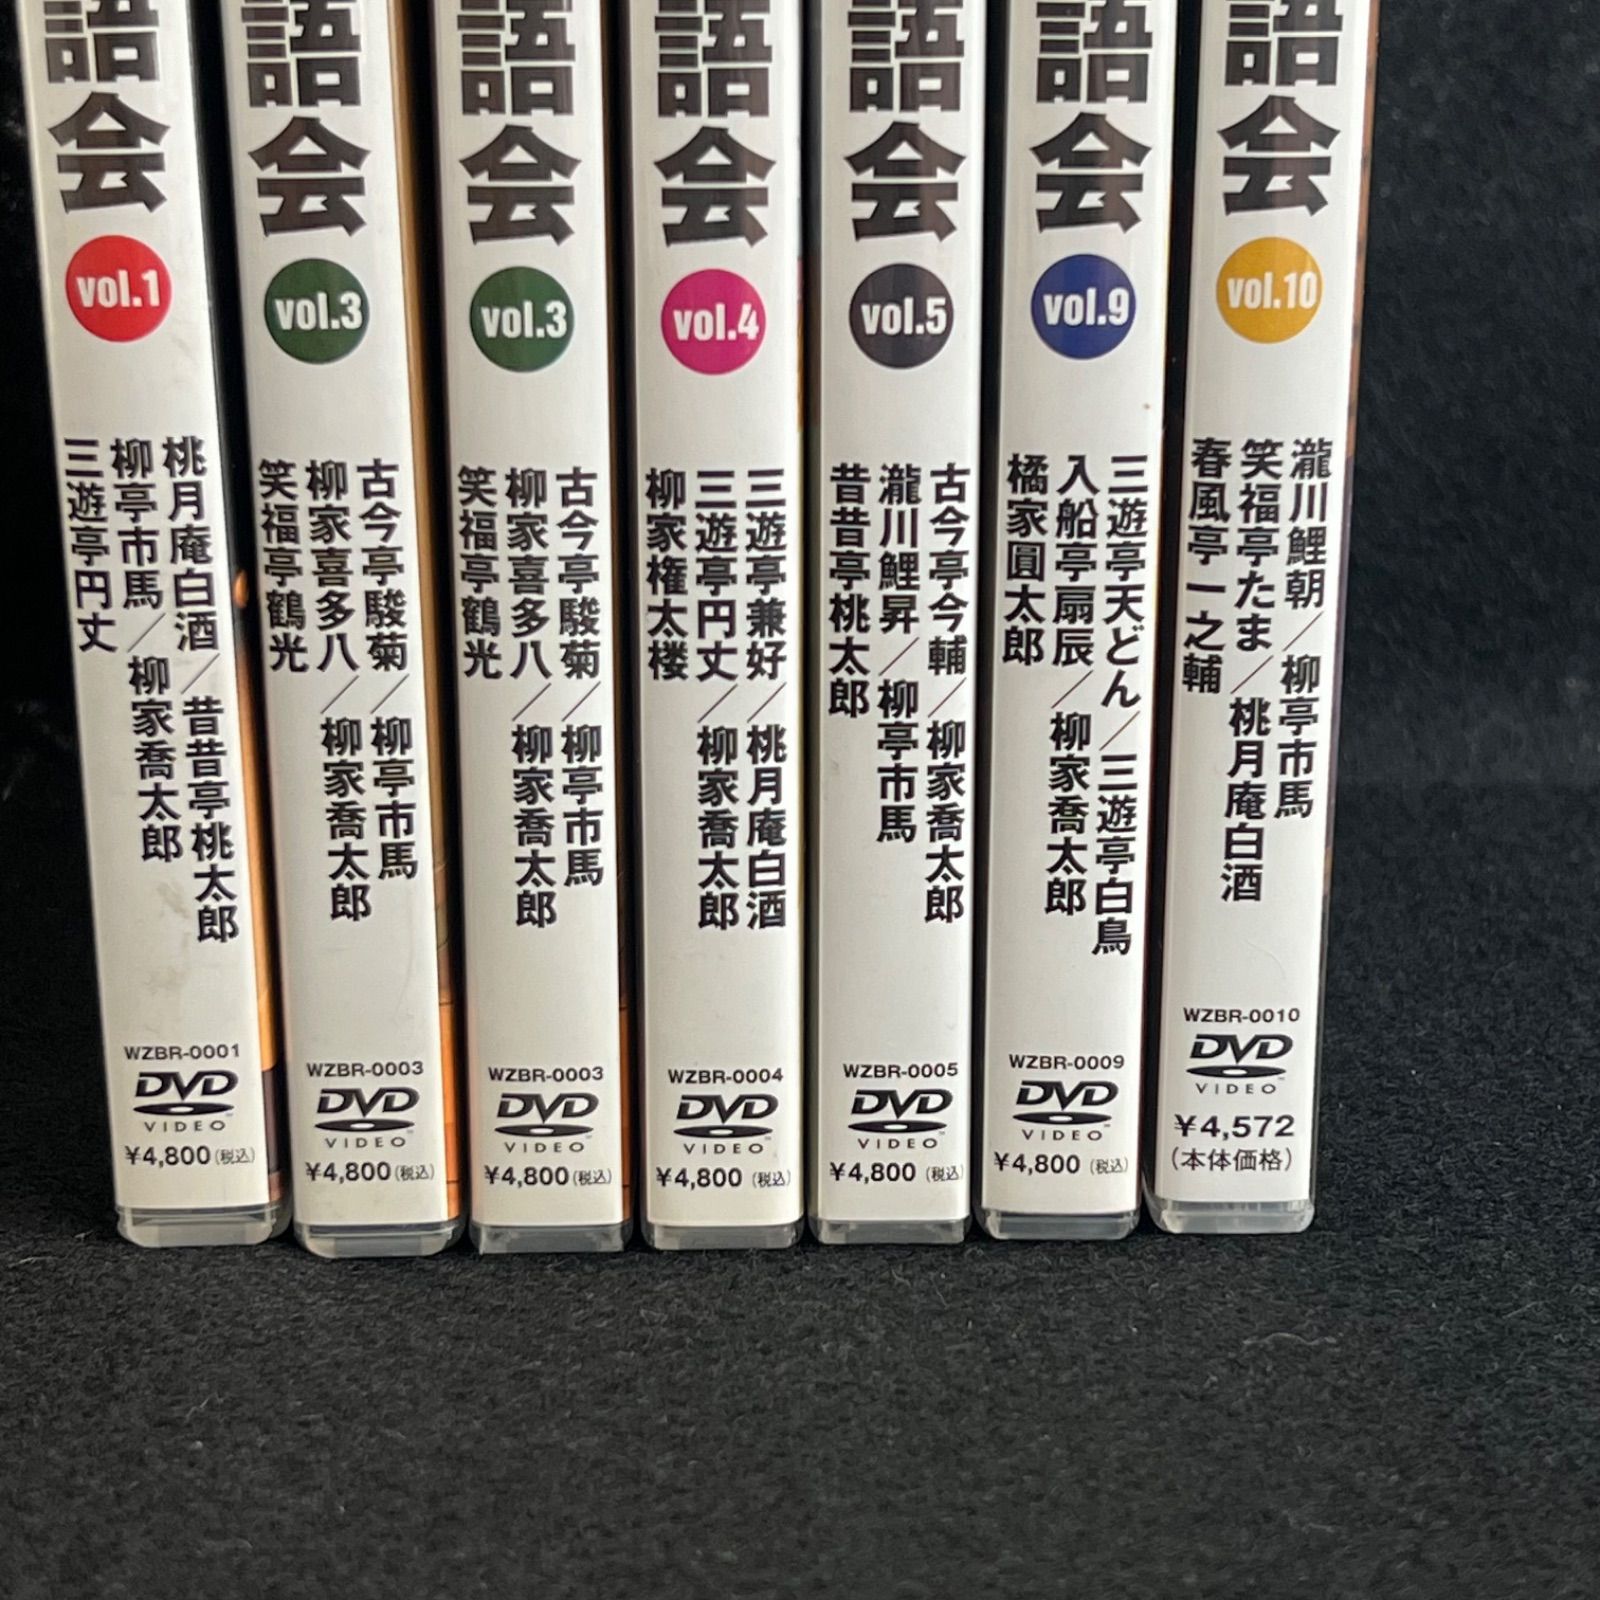 語会
vol.1
桃月庵白酒／昔昔亭桃太郎
柳亭市馬／柳家喬太郎
三遊亭円丈
WZBR-0001
DVD
VIDEO
¥4,800(税込)
語会
vol.3
古今亭駿菊／柳亭市馬
柳家喜多八／柳家喬太郎
笑福亭鶴光
WZBR-0003
DVD
VIDEO
¥4,800(税込)
語会
vol.3
古今亭駿菊／柳亭市馬
柳家喜多八／柳家喬太郎
笑福亭鶴光
WZBR-0003
DVD
VIDEO
¥4,800(税込)
語会
vol.4
三遊亭兼好／桃月庵白酒
三遊亭円丈／柳家喬太郎
柳家権太楼
WZBR-0004
DVD
VIDEO
¥4,800(税込)
語会
vol.5
古今亭今輔／柳家喬太郎
瀧川鯉昇／柳亭市馬
昔昔亭桃太郎
WZBR-0005
DVD
VIDEO
¥4,800(税込)
語会
vol.9
三遊亭天どん／三遊亭白鳥
入船亭扇辰／柳家喬太郎
橘家圓太郎
WZBR-0009
DVD
VIDEO
¥4,800(税込)
語会
vol.10
瀧川鯉朝／柳亭市馬
笑福亭たま／桃月庵白酒
春風亭一之輔
WZBR-0010
DVD
VIDEO
¥4,572
(本体価格)